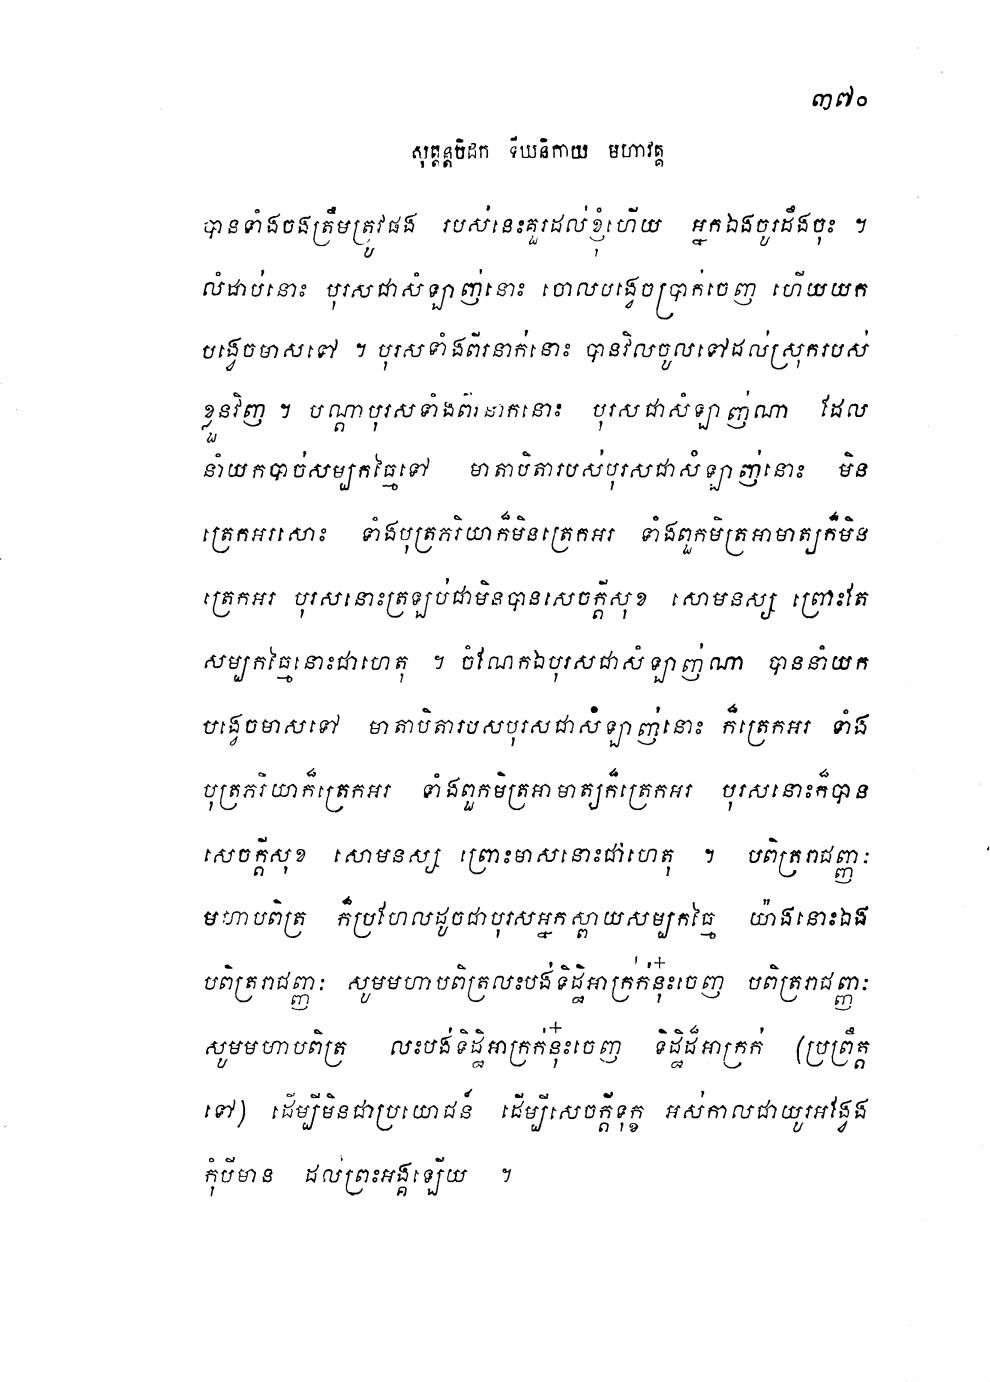 ៣៧០
សុត្តន្តបិដក ទីឃនិកាយ មហាវគ្គ
បានទាំងចងត្រឹមត្រូវផង របស់នេះគួរដល់ខ្ញុំហើយ អ្នកឯងចូរដឹងចុះ ។
លំដាប់នោះ បុរសជាសំឡាញ់នោះ ចោលបង្វេចប្រាក់ចេញ ហើយយក
បង្វេចមាសទៅ ។ បុរសទាំងពីរនាក់នោះ បានវិលចូលទៅដល់ស្រុករបស់
ខ្លួនវិញ ។ បណ្តាបុរសទាំងពីរនាក់នោះ បុរសជាសំឡាញ់ណា ដែល
នាំយកបាច់សម្បកធ្មៃទៅ មាតាបិតារបស់បុរសជាសំឡាញ់នោះ មិន
ត្រេកអរសោះ ទាំងបុត្រភរិយាក៏មិនត្រេកអរ ទាំងពួកមិត្រអាមាត្យក៏មិន
ត្រេកអរ បុរសនោះត្រឡប់ជាមិនបានសេចក្តីសុខ សោមនស្ស ព្រោះតែ
សម្បកធ្មៃនោះជាហេតុ ។ ចំណែកឯបុរសជាសំឡាញ់ណា បាននាំយក
បង្វេចមាសទៅ មាតាបិតារបសបុរសជាសំឡាញ់នោះ ក៏ត្រេកអរ ទាំង
បុត្រភរិយាក៏ត្រេកអរ ទាំងពួកមិត្រអាមាត្យក៏ត្រេកអរ បុរសនោះក៏បាន
សេចក្តីសុខ សោមនស្ស ព្រោះមាសនោះជាហេតុ ។ បពិត្ររាជញ្ញៈ
មហាបពិត្រ ក៏ប្រហែលដូចជាបុរសអ្នកស្ពាយសម្បកធ្មៃ យ៉ាងនោះឯង
បពិត្ររាជញ្ញៈ សូមមហាបពិត្រលះបង់ទិដ្ឋិអាក្រក់+នុ៎ះចេញ បពិត្ររាជញ្ញៈ
សូមមហាបពិត្រ លះបង់ទិដ្ឋិអាក្រក់+នុ៎ះចេញ ទិដ្ឋិដ៏អាក្រក់ (ប្រព្រឹត្ត
ទៅ) ដើម្បីមិនជាប្រយោជន៍ ដើម្បីសេចក្តីទុក្ខ អស់កាលជាយូរអង្វែង
កុំបីមាន ដល់ព្រះអង្គឡើយ ។